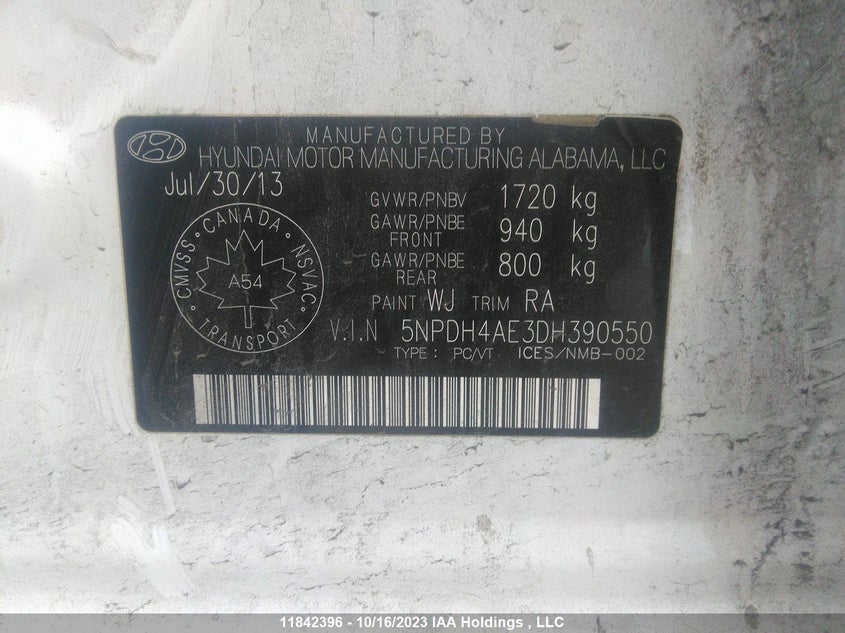 MANUFACTURED BY
HYUNDAI MOTOR MANUFACTURING ALABAMA, LLC
Jul/30/13
GVWR/PNBV 1720 kg
GAWR/PNBE FRONT 940 kg
GAWR/PNBE REAR 800 kg
PAINT WJ TRIM RA
CANADA
CMVSS • NSVAC
A54
TRANSPORT
V.I.N 5NPDH4AE3DH390550
TYPE : PC/VT ICES/NMB-002
11842396 - 10/16/2023 IAA Holdings , LLC